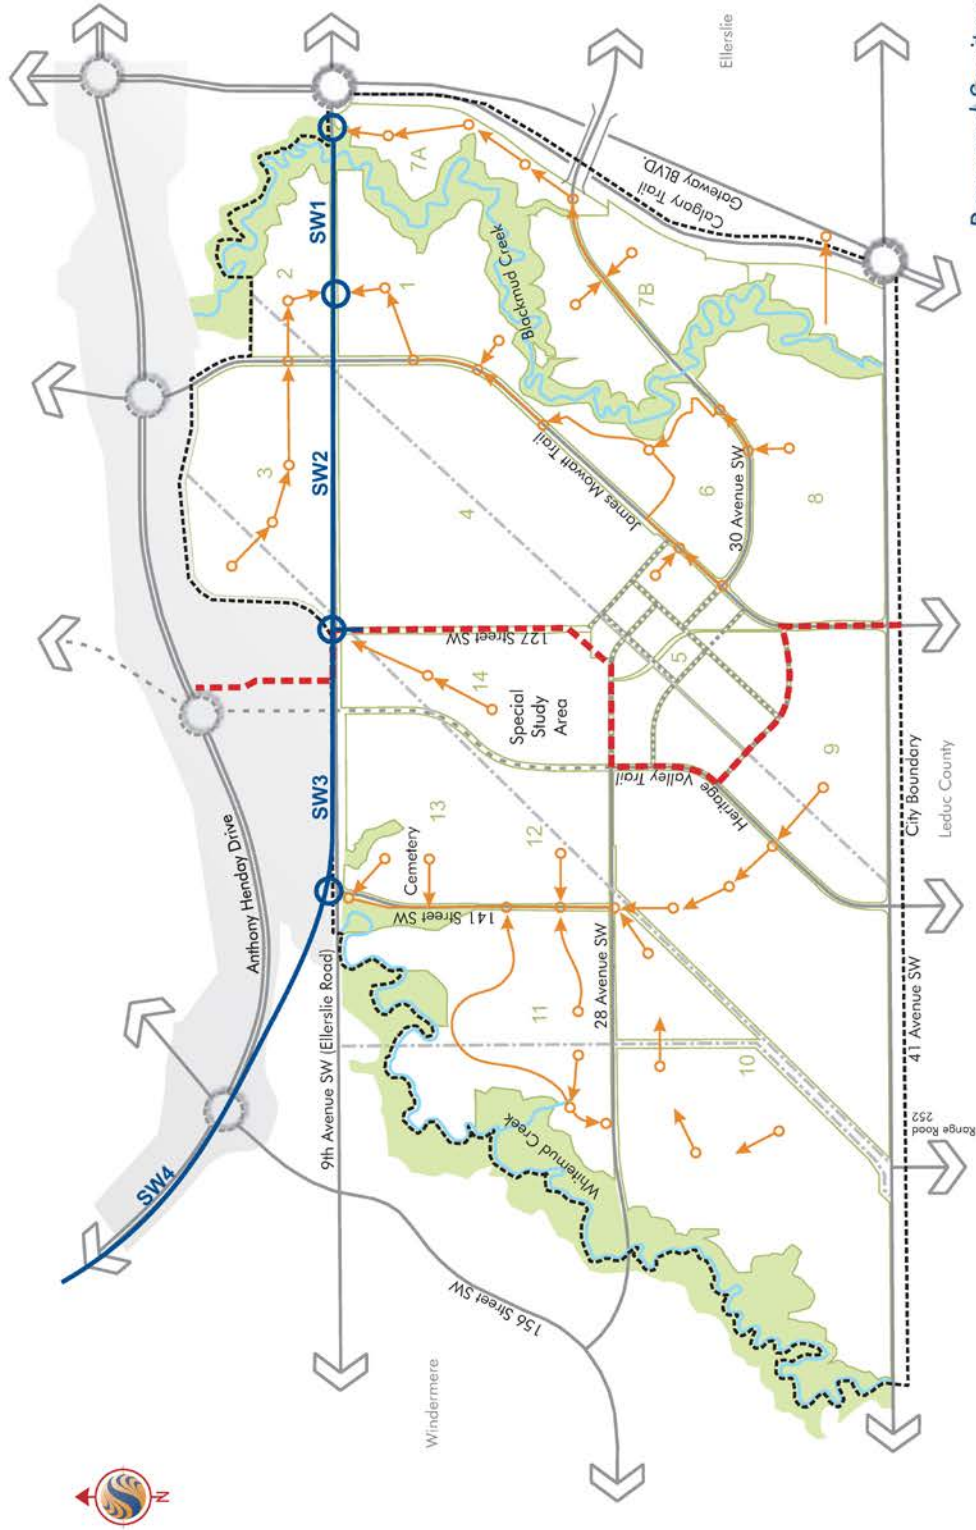 Ellerslie
Calgary Trail
Gateway BLVD.
7A
SW1
2
1
Blackmud Creek
7B
SW2
3
4
James Mowatt Trail
6
30 Avenue SW
8
127 Street SW
5
14
Special
Study
Area
SW3
13
Cemetery
12
Heritage
Valley Trail
9
City Boundary
Leduc County
Anthony Henday Drive
141 Street SW
28 Avenue SW
11
10
9th Avenue SW (Ellerslie Road)
41 Avenue SW
Range Road
252
SW4
Whitemud Creek
156 Street SW
Windermere
N